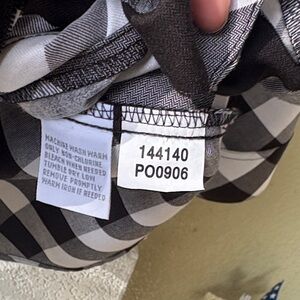 MACHINE WASH WARM
ONLY NON-CHLORINE
BLEACH WHEN NEEDED
TUMBLE DRY LOW
REMOVE PROMPTLY
WARM IRON IF NEEDED
144140
PO0906